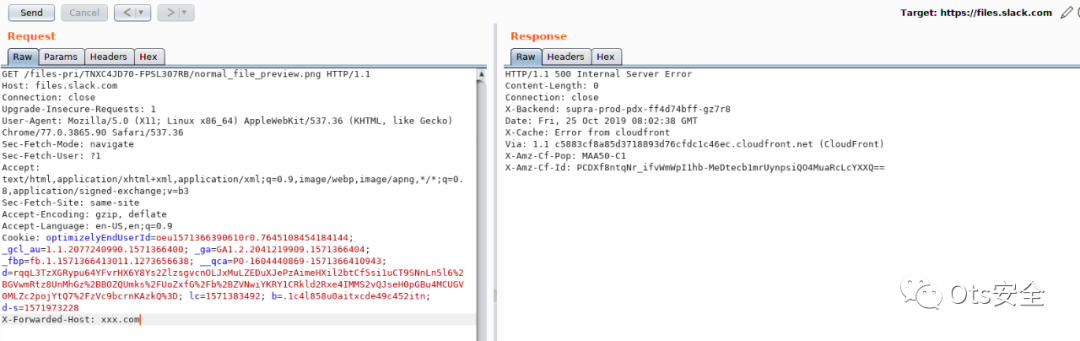 Send Cancel < > Target: https://files.slack.com
Request
Raw Params Headers Hex
GET /files-pri/TNXC4JD70-FPSL307RB/normal_file_preview.png HTTP/1.1
Host: files.slack.com
Connection: close
Upgrade-Insecure-Requests: 1
User-Agent: Mozilla/5.0 (X11; Linux x86_64) AppleWebKit/537.36 (KHTML, like Gecko)
Chrome/77.0.3865.90 Safari/537.36
Sec-Fetch-Mode: navigate
Sec-Fetch-User: ?1
Accept:
text/html,application/xhtml+xml,application/xml;q=0.9,image/webp,image/apng,*/*;q=0.
8,application/signed-exchange;v=b3
Sec-Fetch-Site: same-site
Accept-Encoding: gzip, deflate
Accept-Language: en-US,en;q=0.9
Cookie: optimizelyEndUserId=oeu1571366390610r0.7645108454184144;
_gcl_au=1.1.2077240990.1571366400; _ga=GA1.2.2041219909.1571366404;
_fbp=fb.1.1571366413011.1273656638; __qca=P0-1604440869-1571366410943;
d=rqqL3TzXGRypu64YFvrHX6Y8Ys2ZlzsgvcnOLJxMuLZEDuXJePzAimeHXil2btCfSsi1uCT9SNnLn5l6%2
BGVwmRtz8UnMhGz%2BBOZQUmks%2FUoZxfG%2Fb%2BZVNwiYKRY1CRkld2Rxe4IMMS2vQJseH0pGBu4MCUGV
0MLZc2pojYtQ7%2FzVc9bcrnKAzkQ%3D; lc=1571383492; b=.1c4l858u0aitxcde49c452itn;
d-s=1571973228
X-Forwarded-Host: xxx.com
Response
Raw Headers Hex
HTTP/1.1 500 Internal Server Error
Content-Length: 0
Connection: close
X-Backend: supra-prod-pdx-ff4d74bff-gz7r8
Date: Fri, 25 Oct 2019 08:02:38 GMT
X-Cache: Error from cloudfront
Via: 1.1 c5883cf8a85d3718893d76cfdc1c46ec.cloudfront.net (CloudFront)
X-Amz-Cf-Pop: MAA50-C1
X-Amz-Cf-Id: PCDXf8ntqNr_ifvWmWpI1hb-MeDtecb1mrUynpsiQO4MuaRcLcYXXQ==
Ots安全